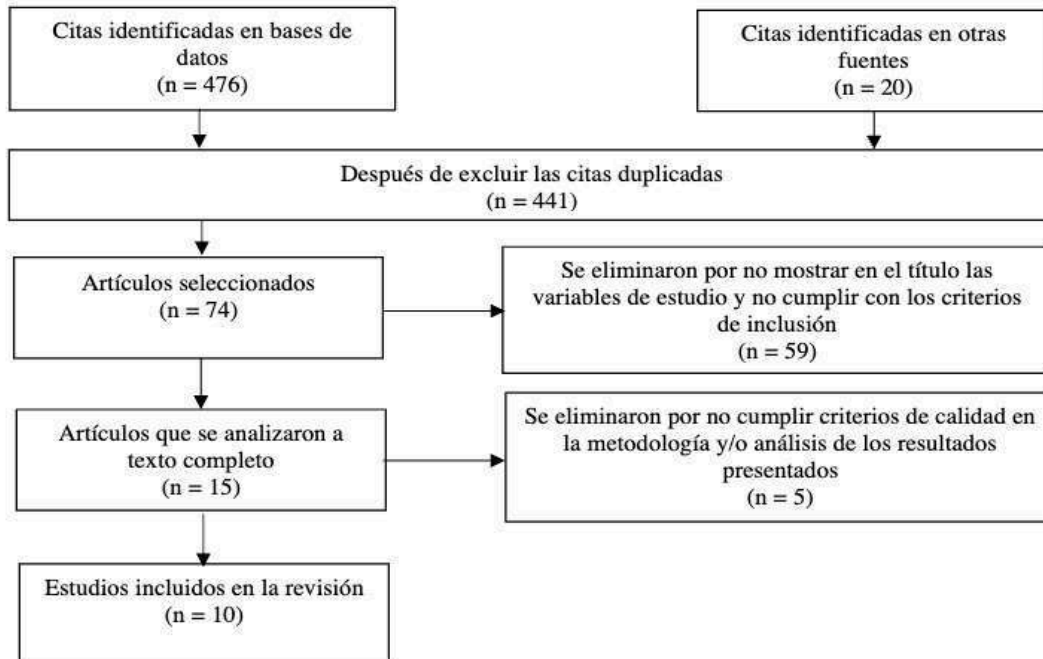 Citas identificadas en bases de
datos
(n = 476)
Citas identificadas en otras
fuentes
(n = 20)
Después de excluir las citas duplicadas
(n = 441)
Artículos seleccionados
(n = 74)
Se eliminaron por no mostrar en el título las
variables de estudio y no cumplir con los criterios
de inclusión
(n = 59)
Artículos que se analizaron a
texto completo
(n = 15)
Se eliminaron por no cumplir criterios de calidad en
la metodología y/o análisis de los resultados
presentados
(n = 5)
Estudios incluidos en la revisión
(n = 10)